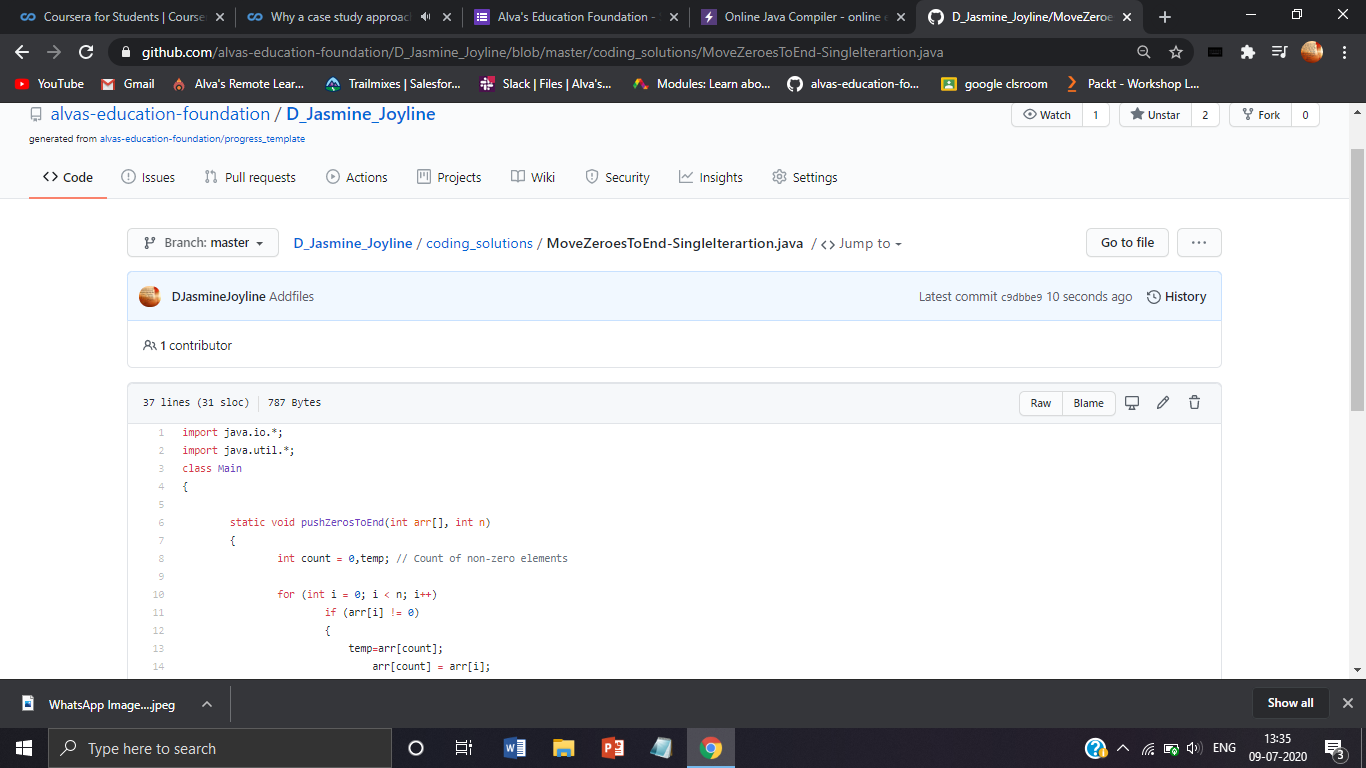 Coursera for Students | Course
Why a case study approac
Alva's Education Foundation -
Online Java Compiler - online e
D_Jasmine_Joyline/MoveZeroe
github.com/alvas-education-foundation/D_Jasmine_Joyline/blob/master/coding_solutions/MoveZeroesToEnd-SingleIterartion.java
YouTube Gmail Alva's Remote Lear... Trailmixes | Salesfor... Slack | Files | Alva's... Modules: Learn abo... alvas-education-fo... google clsroom Packt - Workshop L...
alvas-education-foundation / D_Jasmine_Joyline
Watch 1 Unstar 2 Fork 0
generated from alvas-education-foundation/progress_template
Code Issues Pull requests Actions Projects Wiki Security Insights Settings
Branch: master D_Jasmine_Joyline / coding_solutions / MoveZeroesToEnd-SingleIterartion.java / <> Jump to Go to file ...
DJasmineJoyline Addfiles Latest commit c9dbbe9 10 seconds ago History
1 contributor
37 lines (31 sloc) 787 Bytes Raw Blame
1 import java.io.*;
2 import java.util.*;
3 class Main
4 {
5
6 static void pushZerosToEnd(int arr[], int n)
7 {
8 int count = 0,temp; // Count of non-zero elements
9
10 for (int i = 0; i < n; i++)
11 if (arr[i] != 0)
12 {
13 temp=arr[count];
14 arr[count] = arr[i];
WhatsApp Image....jpeg Show all
Type here to search
ENG
13:35
09-07-2020
3